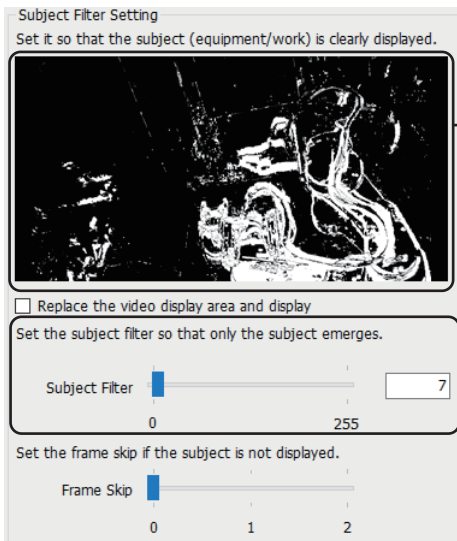 Subject Filter Setting
Set it so that the subject (equipment/work) is clearly displayed.
Replace the video display area and display
Set the subject filter so that only the subject emerges.
Subject Filter 7
0 255
Set the frame skip if the subject is not displayed.
Frame Skip
0 1 2